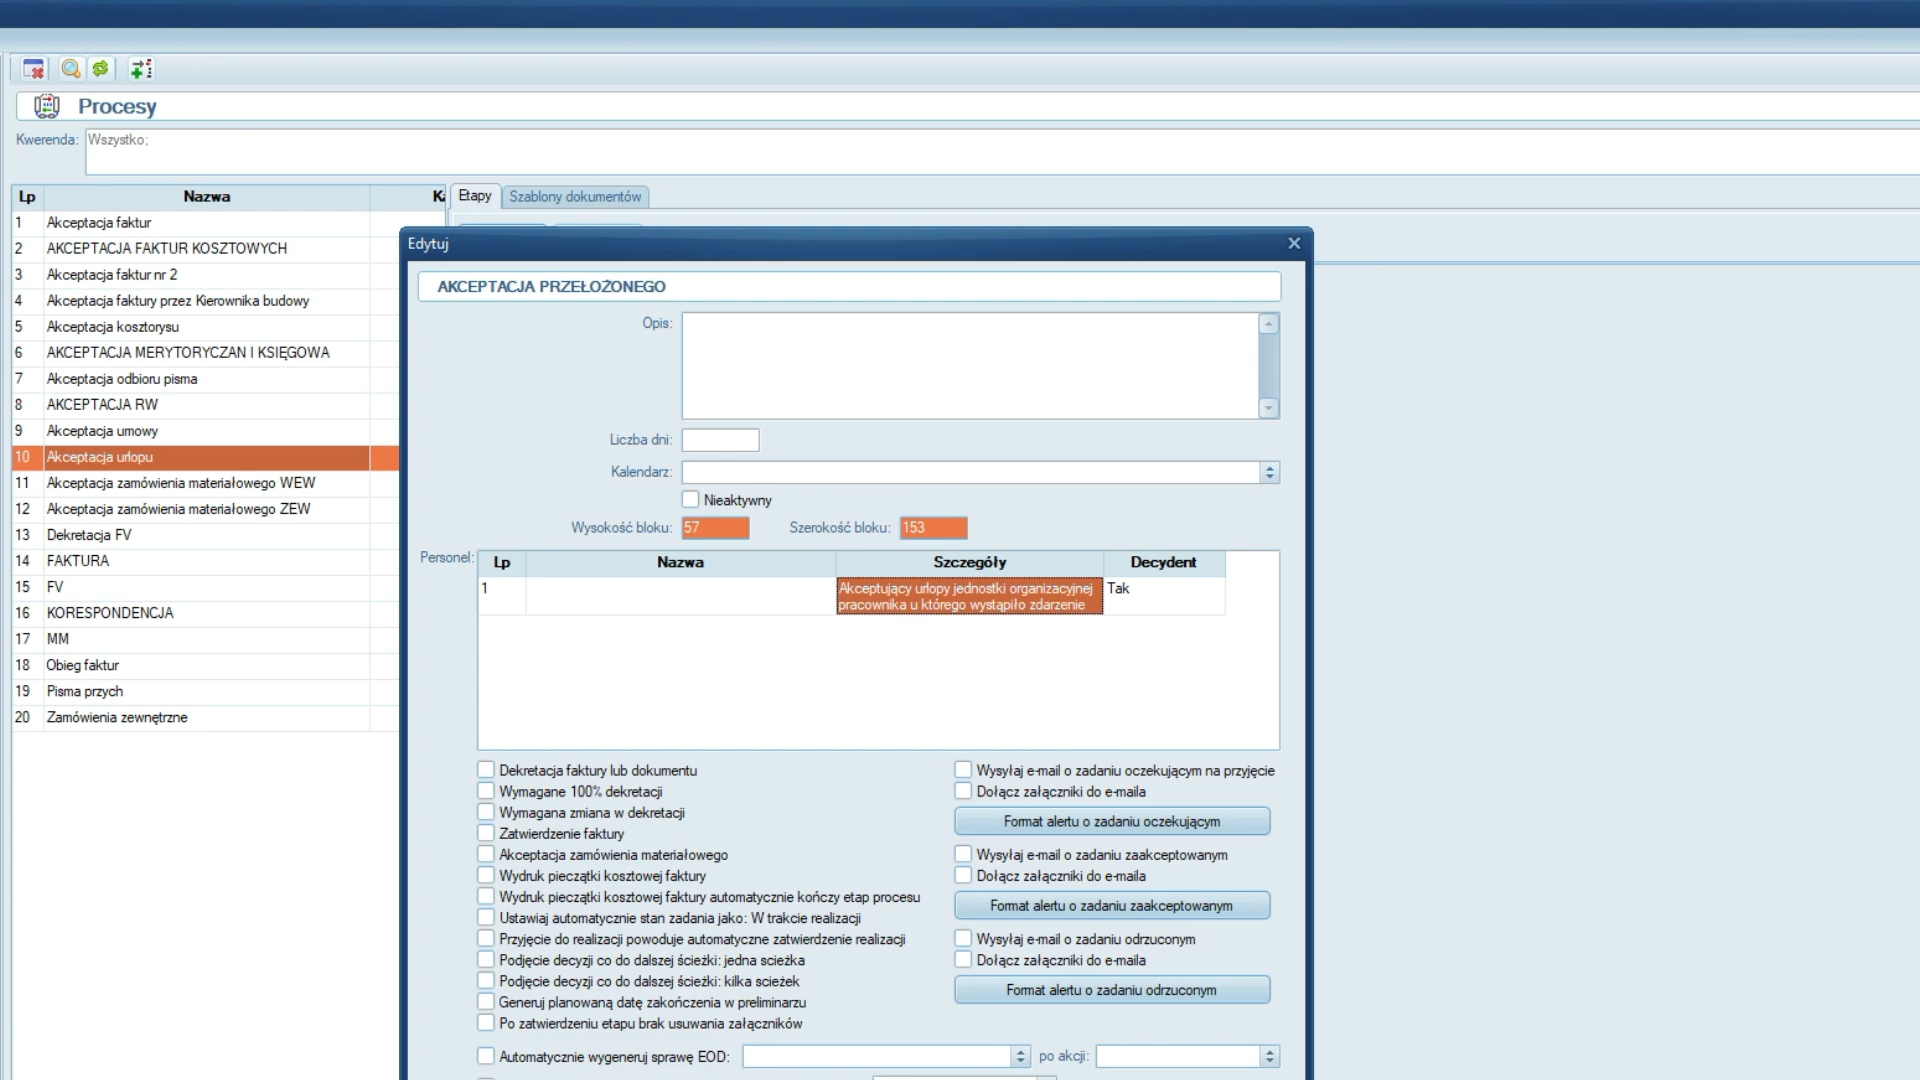 Procesy
Kwerenda: Wszystko;
Lp Nazwa
1 Akceptacja faktur
2 AKCEPTACJA FAKTUR KOSZTOWYCH
3 Akceptacja faktur nr 2
4 Akceptacja faktury przez Kierownika budowy
5 Akceptacja kosztorysu
6 AKCEPTACJA MERYTORYCZAN I KSIĘGOWA
7 Akceptacja odbioru pisma
8 AKCEPTACJA RW
9 Akceptacja umowy
10 Akceptacja urlopu
11 Akceptacja zamówienia materiałowego WEW
12 Akceptacja zamówienia materiałowego ZEW
13 Dekretacja FV
14 FAKTURA
15 FV
16 KORESPONDENCJA
17 MM
18 Obieg faktur
19 Pisma przych
20 Zamówienia zewnętrzne
Etapy Szablony dokumentów
Edytuj
AKCEPTACJA PRZEŁOŻONEGO
Opis:
Liczba dni:
Kalendarz:
Nieaktywny
Wysokość bloku: 57 Szerokość bloku: 153
Personel:
Lp Nazwa Szczegóły Decydent
1 Akceptujący urlopy jednostki organizacyjnej Tak
pracownika u którego wystąpiło zdarzenie
Dekretacja faktury lub dokumentu
Wymagane 100% dekretacji
Wymagana zmiana w dekretacji
Zatwierdzenie faktury
Akceptacja zamówienia materiałowego
Wydruk pieczątki kosztowej faktury
Wydruk pieczątki kosztowej faktury automatycznie kończy etap procesu
Ustawiaj automatycznie stan zadania jako: W trakcie realizacji
Przyjęcie do realizacji powoduje automatyczne zatwierdzenie realizacji
Podjęcie decyzji co do dalszej ścieżki: jedna scieżka
Podjęcie decyzji co do dalszej ścieżki: kilka scieżek
Generuj planowaną datę zakończenia w preliminarzu
Po zatwierdzeniu etapu brak usuwania załączników
Wysyłaj e-mail o zadaniu oczekującym na przyjęcie
Dołącz załączniki do e-maila
Format alertu o zadaniu oczekującym
Wysyłaj e-mail o zadaniu zaakceptowanym
Dołącz załączniki do e-maila
Format alertu o zadaniu zaakceptowanym
Wysyłaj e-mail o zadaniu odrzuconym
Dołącz załączniki do e-maila
Format alertu o zadaniu odrzuconym
Automatycznie wygeneruj sprawę EOD: po akcji: